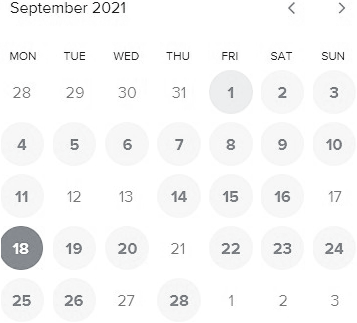 September 2021
MON TUE WED THU FRI SAT SUN
28 29 30 31 1 2 3
4 5 6 7 8 9 10
11 12 13 14 15 16 17
18 19 20 21 22 23 24
25 26 27 28 1 2 3